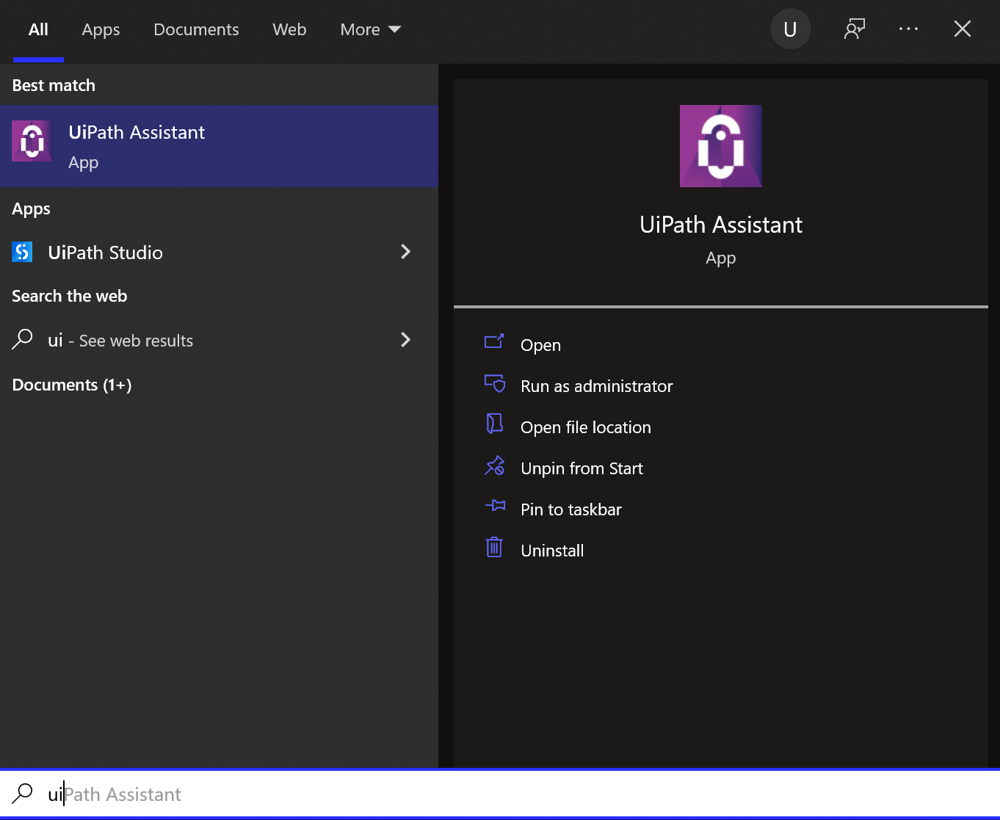 All Apps Documents Web More U
Best match
UiPath Assistant
App
Apps
UiPath Studio
Search the web
ui - See web results
Documents (1+)
UiPath Assistant
App
Open
Run as administrator
Open file location
Unpin from Start
Pin to taskbar
Uninstall
uiPath Assistant